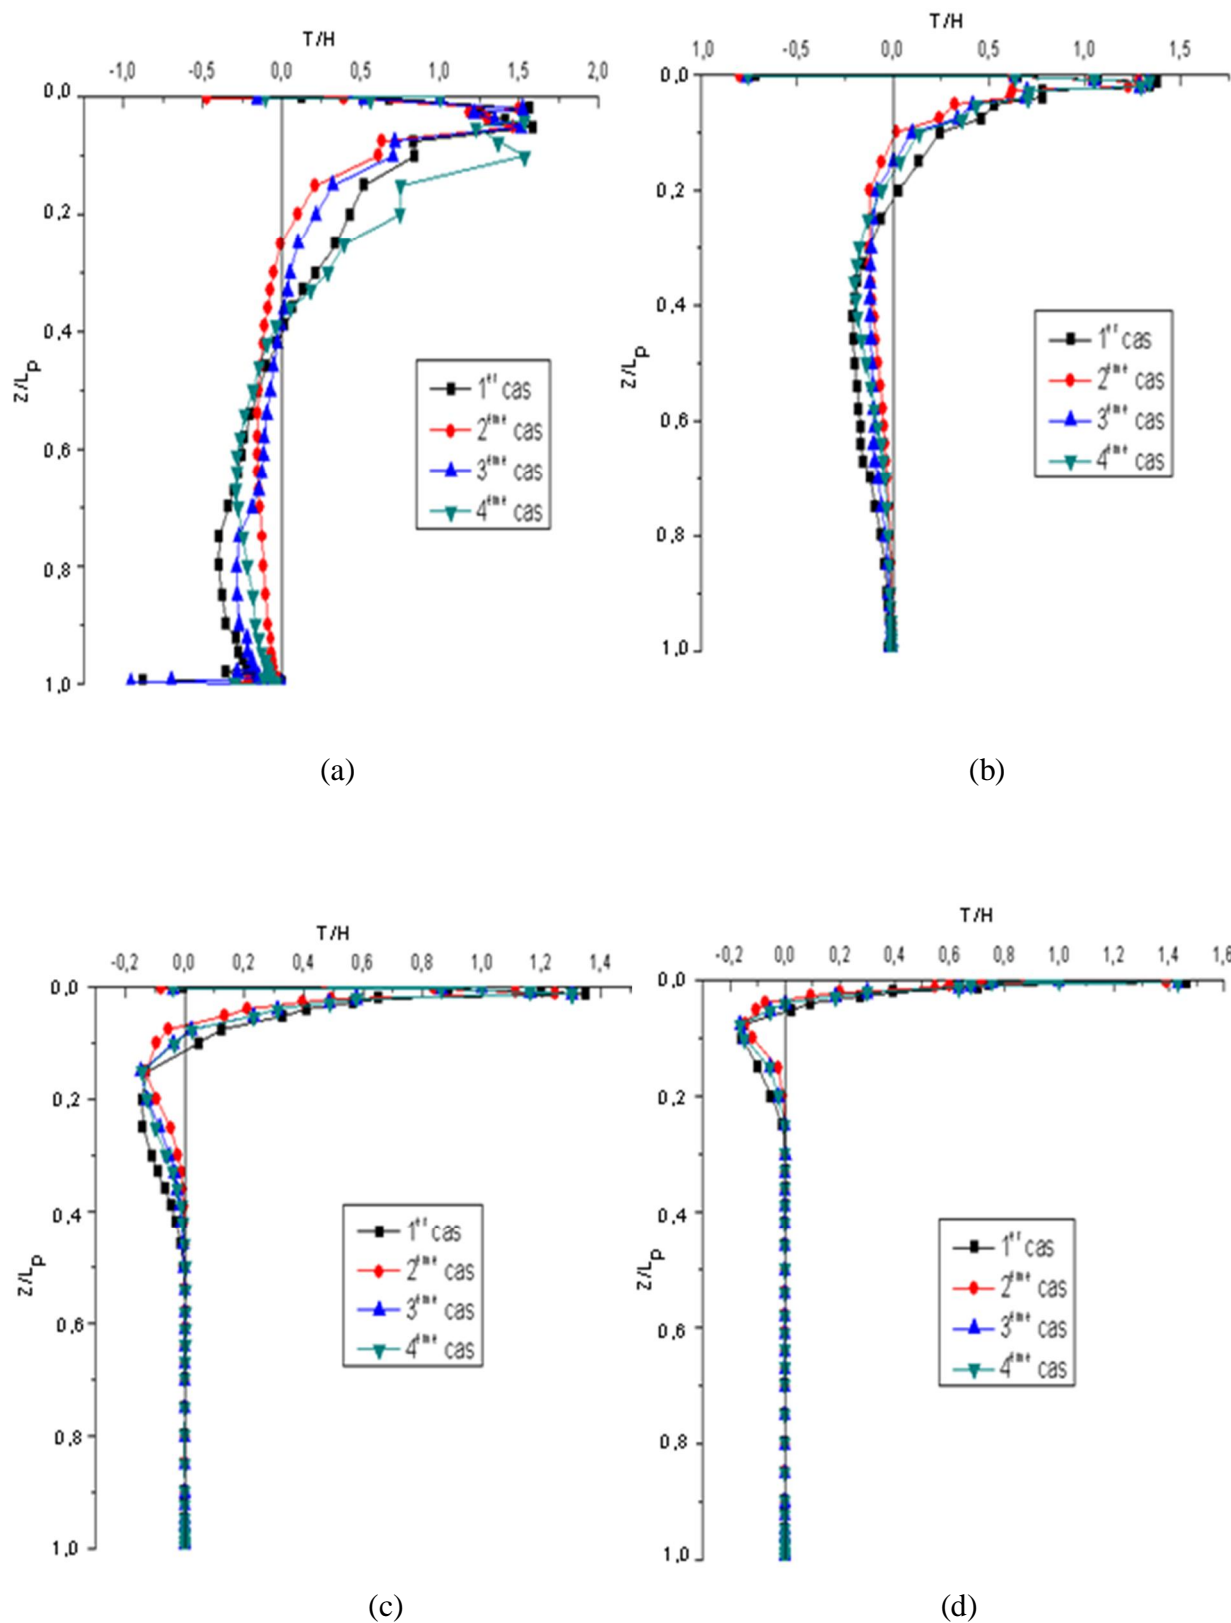 T/H
-1,0 -0,5 0,0 0,5 1,0 1,5 2,0
0,0
0,2
0,4
0,6
0,8
1,0
Z/Lp
1er cas
2ème cas
3ème cas
4ème cas
(a)
T/H
1,0 -0,5 0,0 0,5 1,0 1,5
0,0
0,2
0,4
0,6
0,8
1,0
Z/Lp
1er cas
2ème cas
3ème cas
4ème cas
(b)
T/H
-0,2 0,0 0,2 0,4 0,6 0,8 1,0 1,2 1,4
0,0
0,2
0,4
0,6
0,8
1,0
Z/Lp
1er cas
2ème cas
3ème cas
4ème cas
(c)
T/H
-0,2 0,0 0,2 0,4 0,6 0,8 1,0 1,2 1,4 1,6
0,0
0,2
0,4
0,6
0,8
1,0
Z/Lp
1er cas
2ème cas
3ème cas
4ème cas
(d)